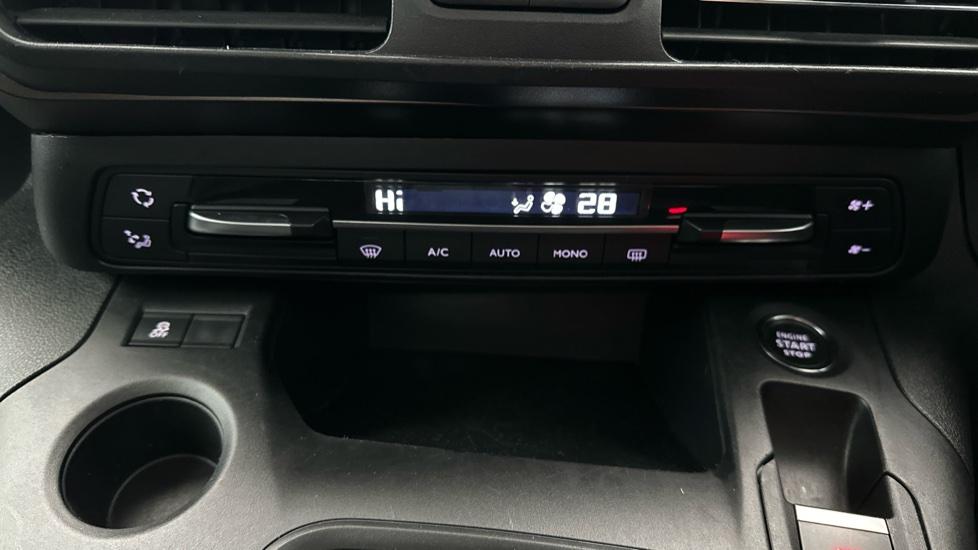 Hi 28
A/C AUTO MONO
OFF
ENGINE
START
STOP